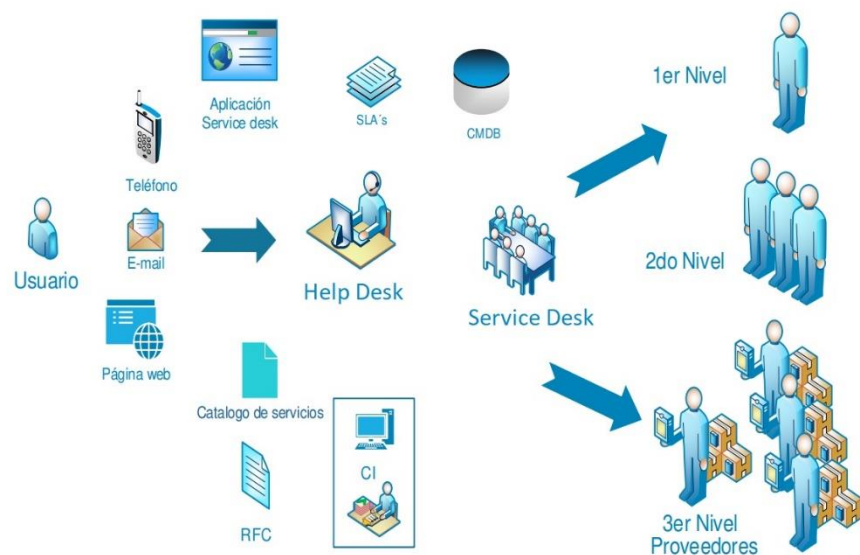 Aplicación
Service desk
SLA´s
CMDB
1er Nivel
Teléfono
E-mail
Usuario
Help Desk
Service Desk
2do Nivel
Página web
Catalogo de servicios
CI
RFC
3er Nivel
Proveedores